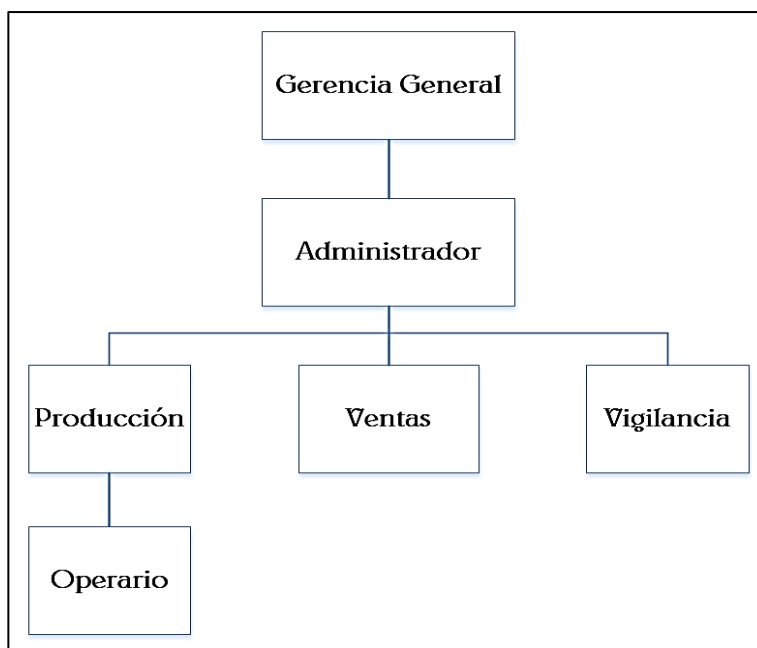 Gerencia General
Administrador
Producción
Ventas
Vigilancia
Operario